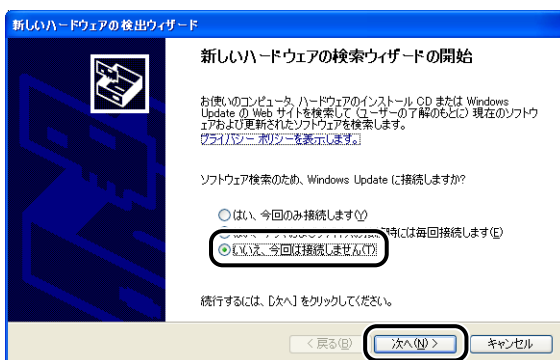 新しいハードウェアの検出ウィザード
新しいハードウェアの検索ウィザードの開始
お使いのコンピュータ、ハードウェアのインストール CD または Windows
Update の Web サイトを検索して (ユーザーの了解のもとに) 現在のソフトウ
ェアおよび更新されたソフトウェアを検索します。
プライバシー ポリシーを表示します。
ソフトウェア検索のため、Windows Update に接続しますか?
はい、今回のみ接続します(Y)
時には毎回接続します(E)
いいえ、今回は接続しません(T)
続行するには、[次へ] をクリックしてください。
< 戻る(B)
次へ(N) >
キャンセル